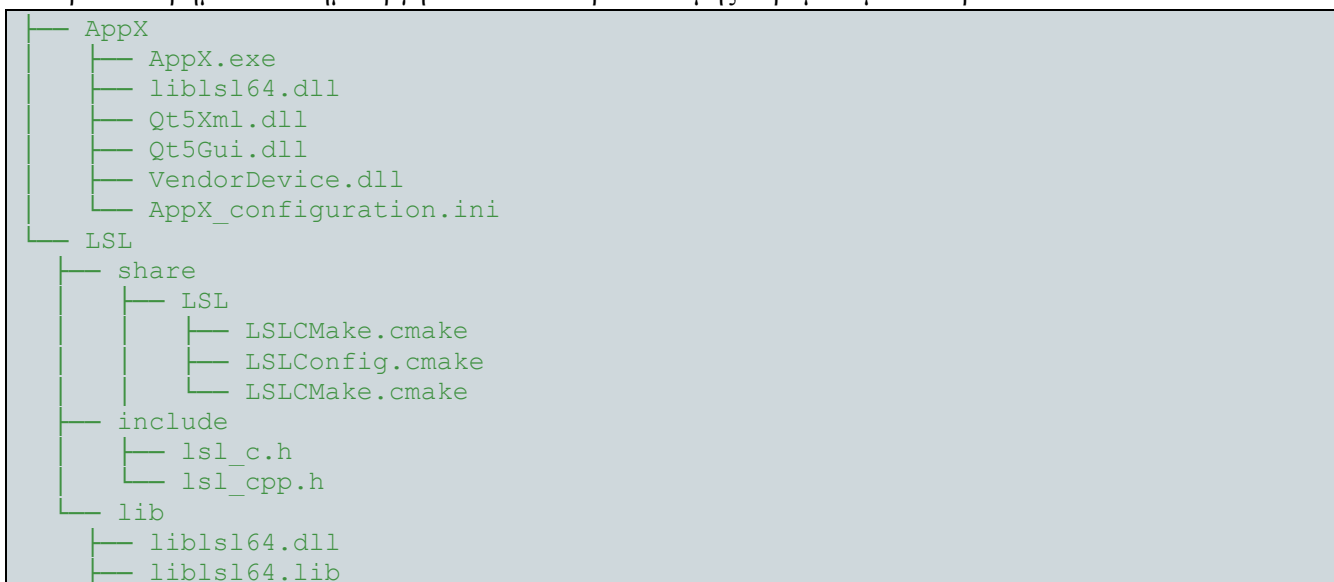 ├── AppX
│   ├── AppX.exe
│   ├── liblsl64.dll
│   ├── Qt5Xml.dll
│   ├── Qt5Gui.dll
│   ├── VendorDevice.dll
│   └── AppX_configuration.ini
└── LSL
  ├── share
  │   ├── LSL
  │   │   ├── LSLCMake.cmake
  │   │   ├── LSLConfig.cmake
  │   │   └── LSLCMake.cmake
  ├── include
  │   ├── lsl_c.h
  │   └── lsl_cpp.h
  └── lib
    ├── liblsl64.dll
    ├── liblsl64.lib